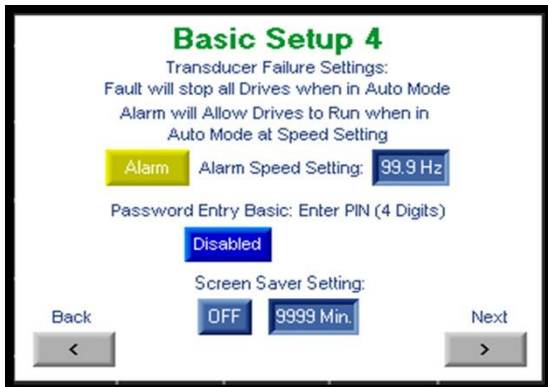 Basic Setup 4
Transducer Failure Settings:
Fault will stop all Drives when in Auto Mode
Alarm will Allow Drives to Run when in
Auto Mode at Speed Setting
Alarm Alarm Speed Setting: 99.9 Hz
Password Entry Basic: Enter PIN (4 Digits)
Disabled
Screen Saver Setting:
Back OFF 9999 Min. Next
< >